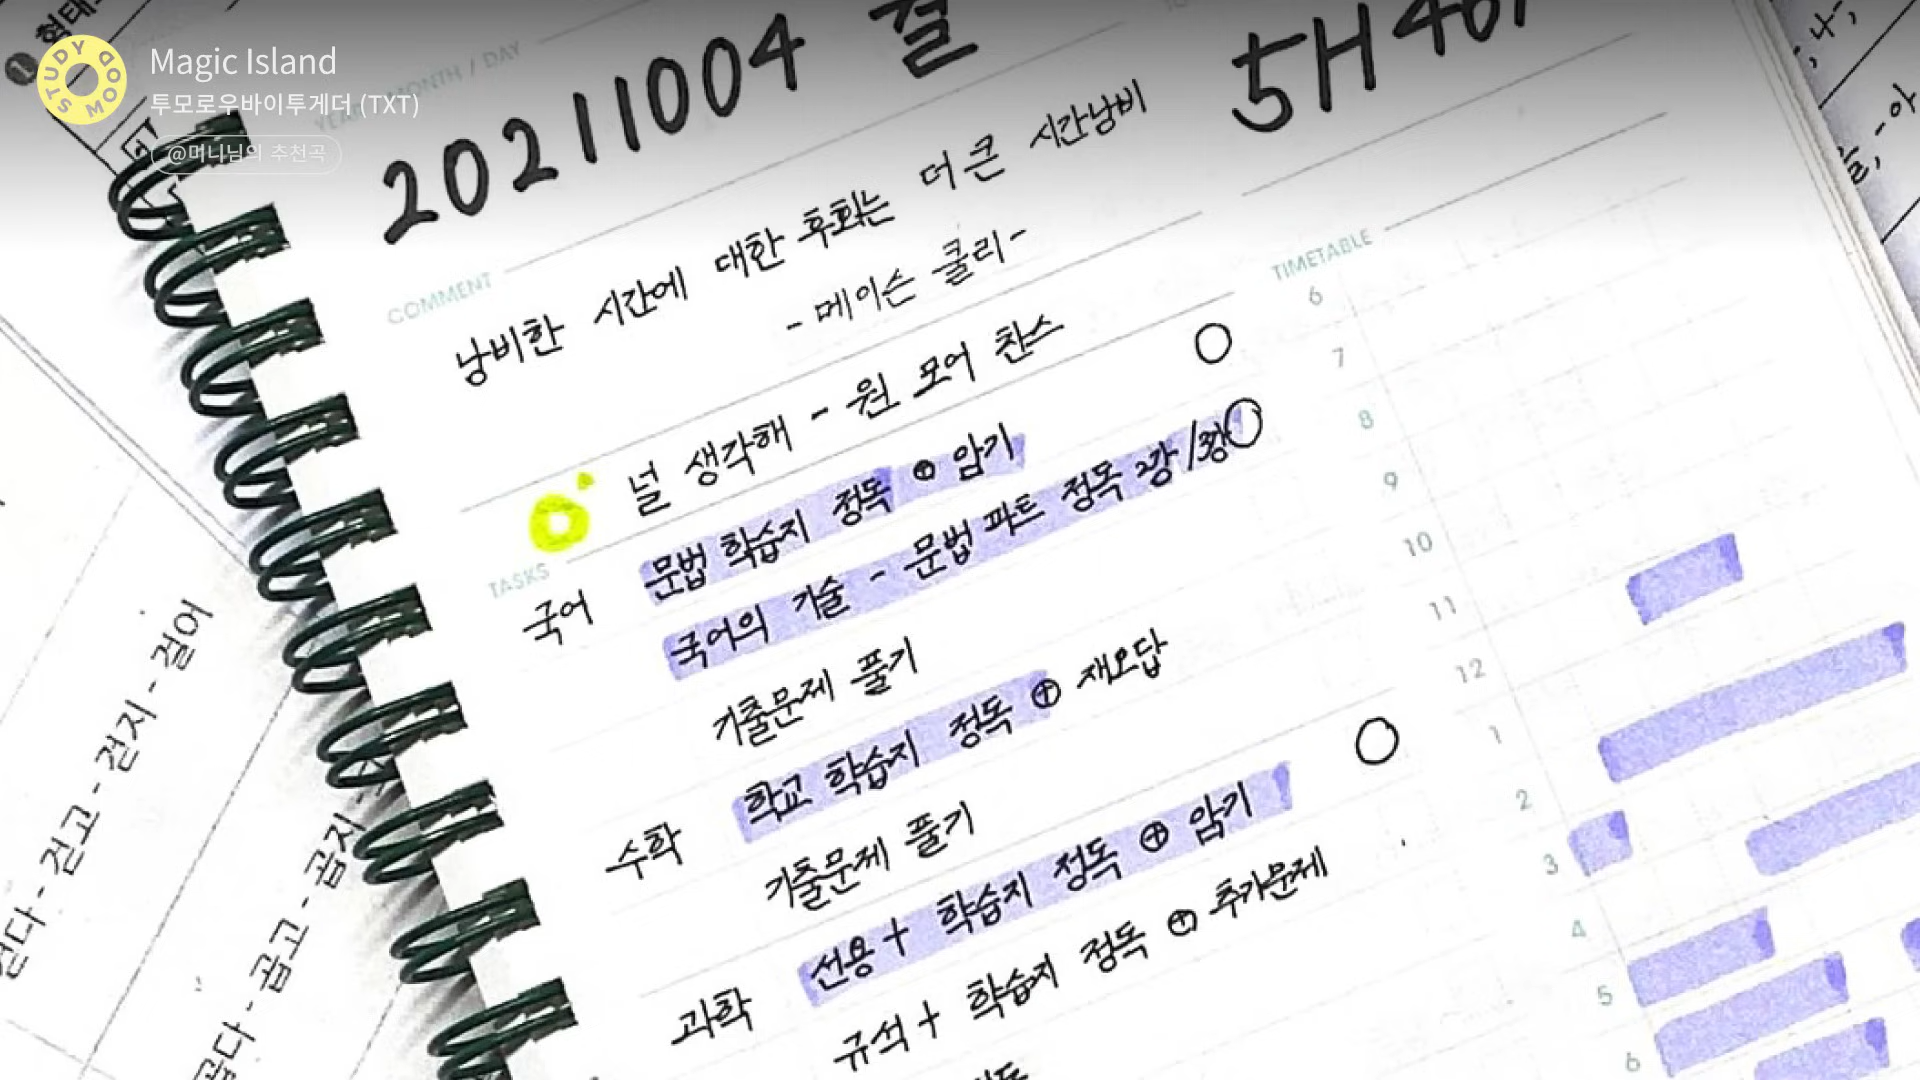 STUDY MOOD
Magic Island
투모로우바이투게더 (TXT)
@머니님의 추천곡
MONTH / DAY
20211004 결
5H
COMMENT
낭비한 시간에 대한 후회는 더 큰 시간낭비
- 메이슨 쿨리 -
널 생각해 - 원 모어 찬스
TASKS
국어 문법 학습지 정독 ⊕ 암기
국어의 기술 - 문법 파트 정독 2강 / 3강
기출문제 풀기
수학 학교 학습지 정독 ⊕ 재오답
기출문제 풀기
과학 선용 + 학습지 정독 ⊕ 암기
규석 + 학습지 정독 ⊕ 추가문제
TIMETABLE
6
7
8
9
10
11
12
1
2
3
4
5
6
걷다 - 걷고 - 걷지 - 걸어
곱다 - 곱고 - 곱지 -